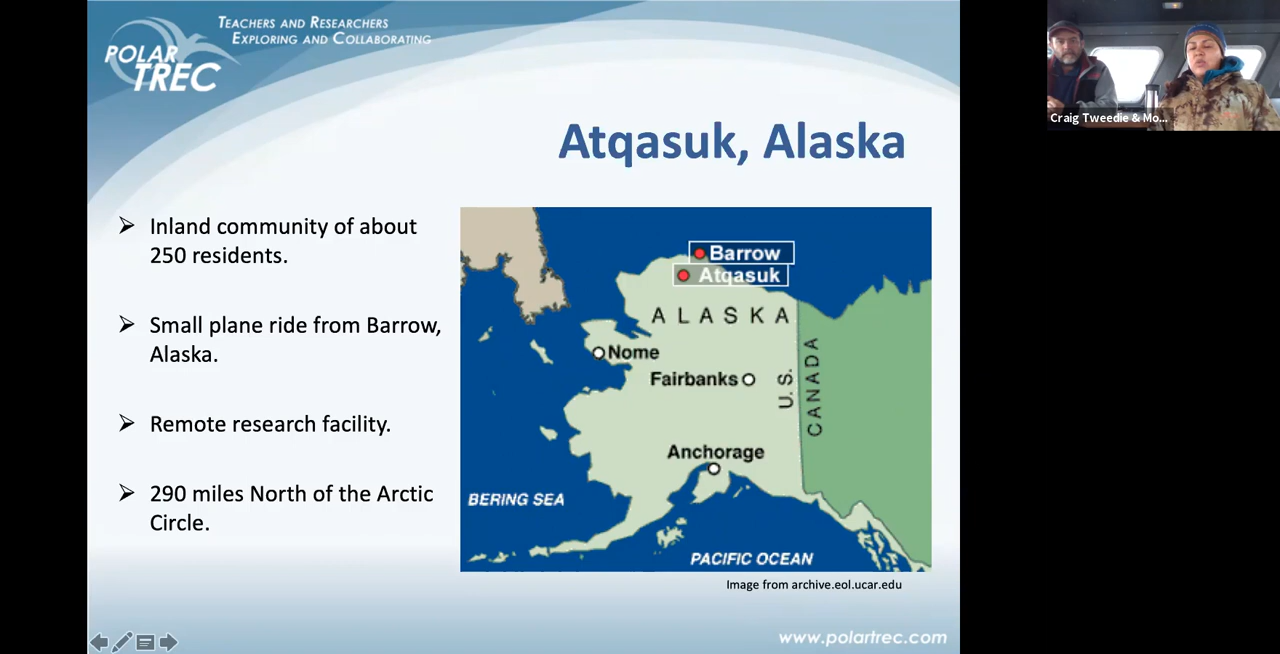 TEACHERS AND RESEARCHERS
EXPLORING AND COLLABORATING
POLAR
TREC
Atqasuk, Alaska
Inland community of about
250 residents.
Small plane ride from Barrow,
Alaska.
Remote research facility.
290 miles North of the Arctic
Circle.
Barrow
Atqasuk
ALASKA
Nome
Fairbanks
U.S.
CANADA
Anchorage
BERING SEA
PACIFIC OCEAN
Image from archive.eol.ucar.edu
www.polartrec.com
Craig Tweedie & Mo...